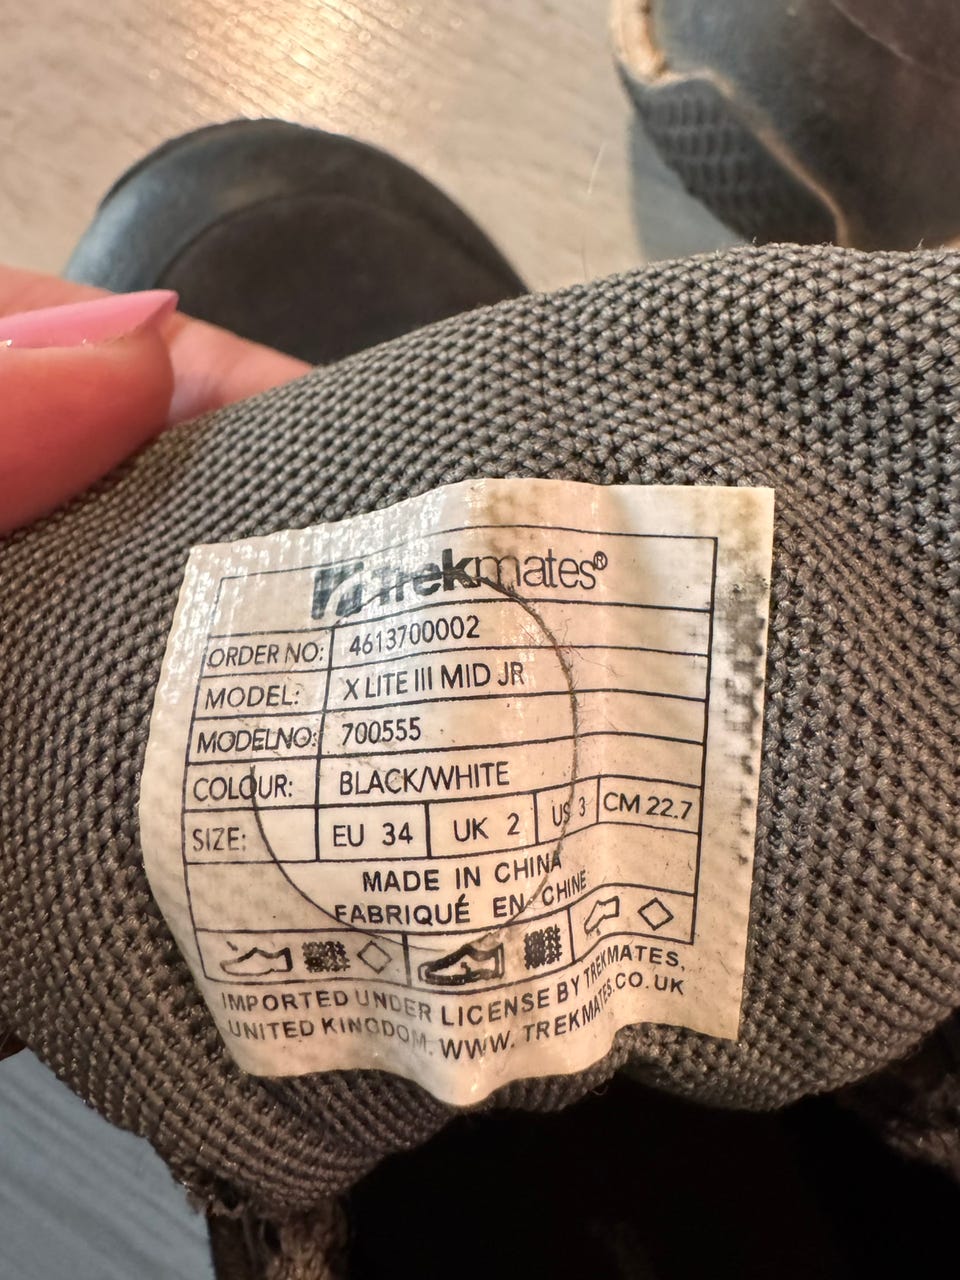 Trekmates®
ORDER NO: 4613700002
MODEL: X LITE III MID JR
MODELNO: 700555
COLOUR: BLACK/WHITE
SIZE: EU 34 UK 2 US 3 CM 22.7
MADE IN CHINA
FABRIQUÉ EN CHINE
IMPORTED UNDER LICENSE BY TREKMATES,
UNITED KINGDOM. WWW. TREKMATES.CO.UK